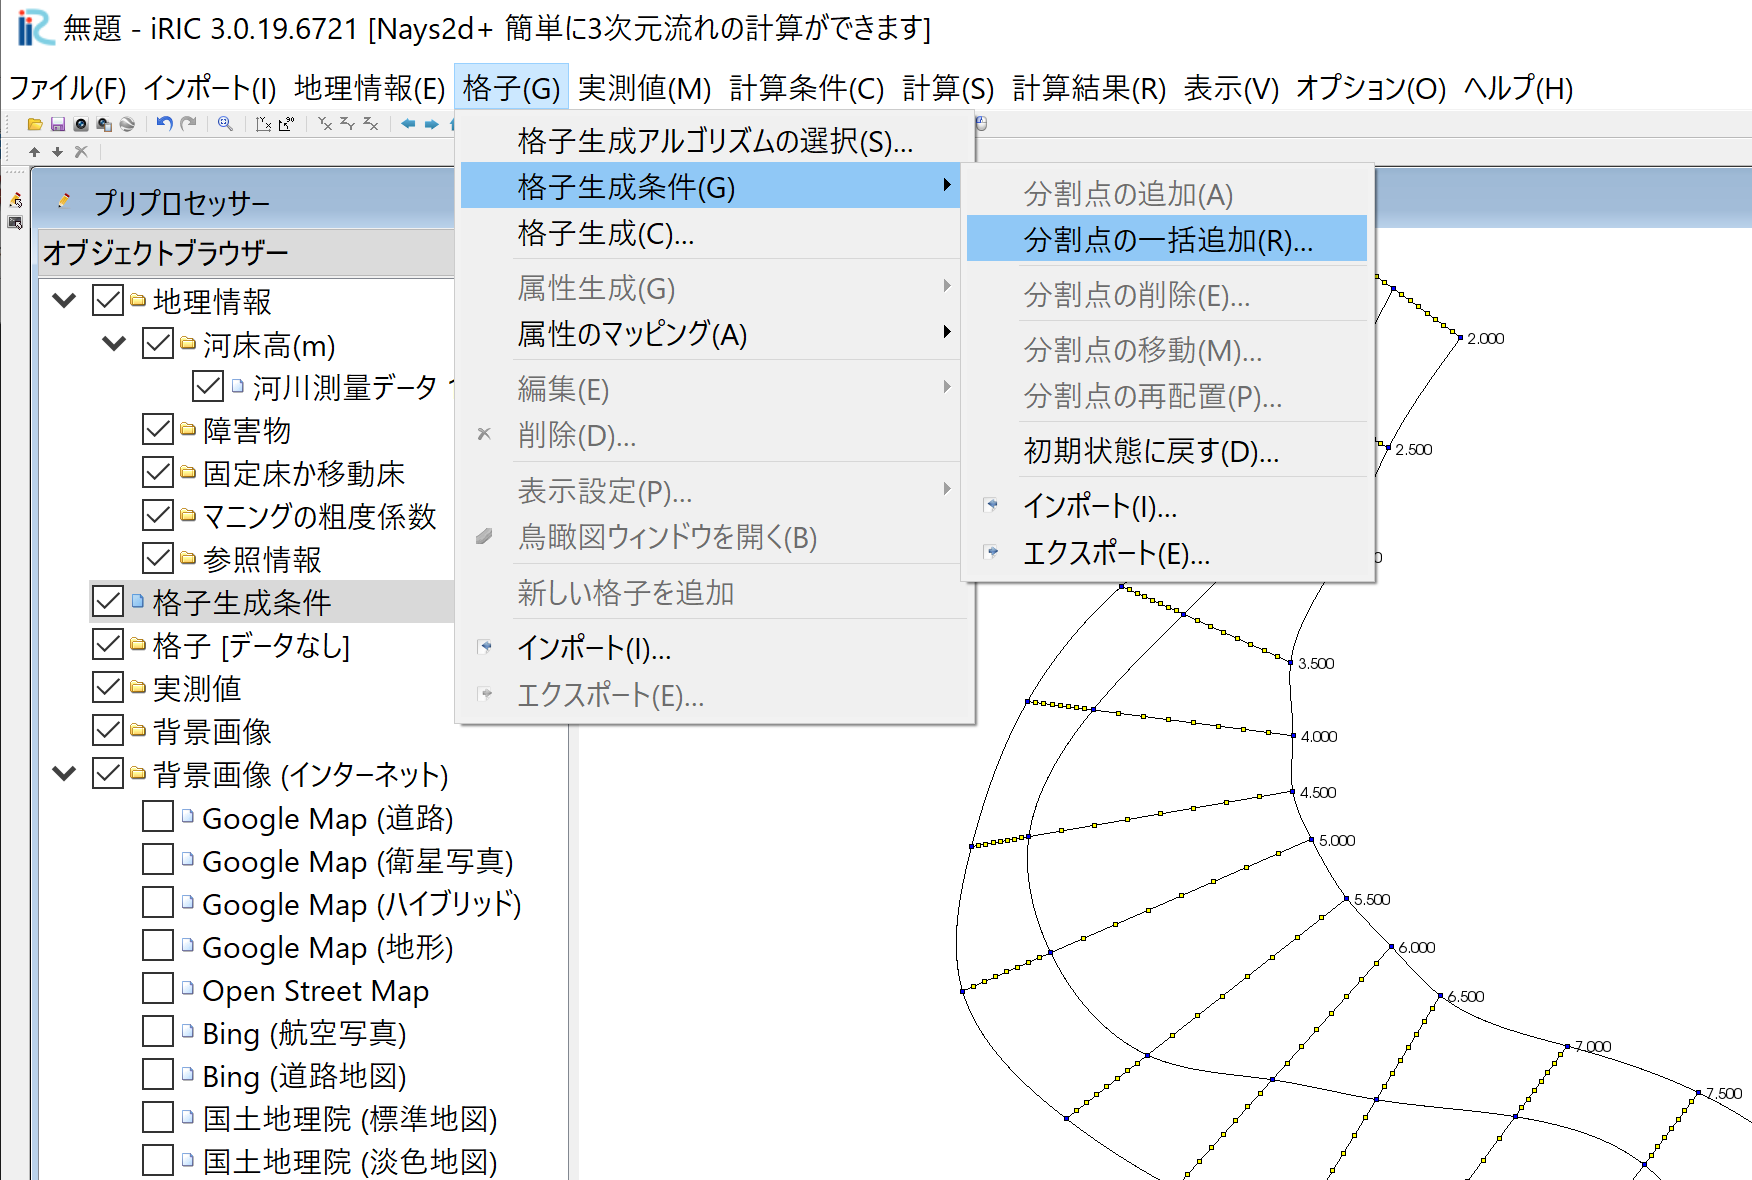 無題 - iRIC 3.0.19.6721 [Nays2d+ 簡単に3次元流れの計算ができます]
ファイル(F) インポート(I) 地理情報(E) 格子(G) 実測値(M) 計算条件(C) 計算(S) 計算結果(R) 表示(V) オプション(O) ヘルプ(H)
プリプロセッサー
オブジェクトブラウザー
地理情報
河床高(m)
河川測量データ
障害物
固定床か移動床
マニングの粗度係数
参照情報
格子生成条件
格子 [データなし]
実測値
背景画像
背景画像 (インターネット)
Google Map (道路)
Google Map (衛星写真)
Google Map (ハイブリッド)
Google Map (地形)
Open Street Map
Bing (航空写真)
Bing (道路地図)
国土地理院 (標準地図)
国土地理院 (淡色地図)
格子生成アルゴリズムの選択(S)...
格子生成条件(G)
格子生成(C)...
属性生成(G)
属性のマッピング(A)
編集(E)
削除(D)...
表示設定(P)...
鳥瞰図ウィンドウを開く(B)
新しい格子を追加
インポート(I)...
エクスポート(E)...
分割点の追加(A)
分割点の一括追加(R)...
分割点の削除(E)...
分割点の移動(M)...
分割点の再配置(P)...
初期状態に戻す(D)...
インポート(I)...
エクスポート(E)...
2.000
2.500
3.500
4.000
4.500
5.000
5.500
6.000
6.500
7.000
7.500